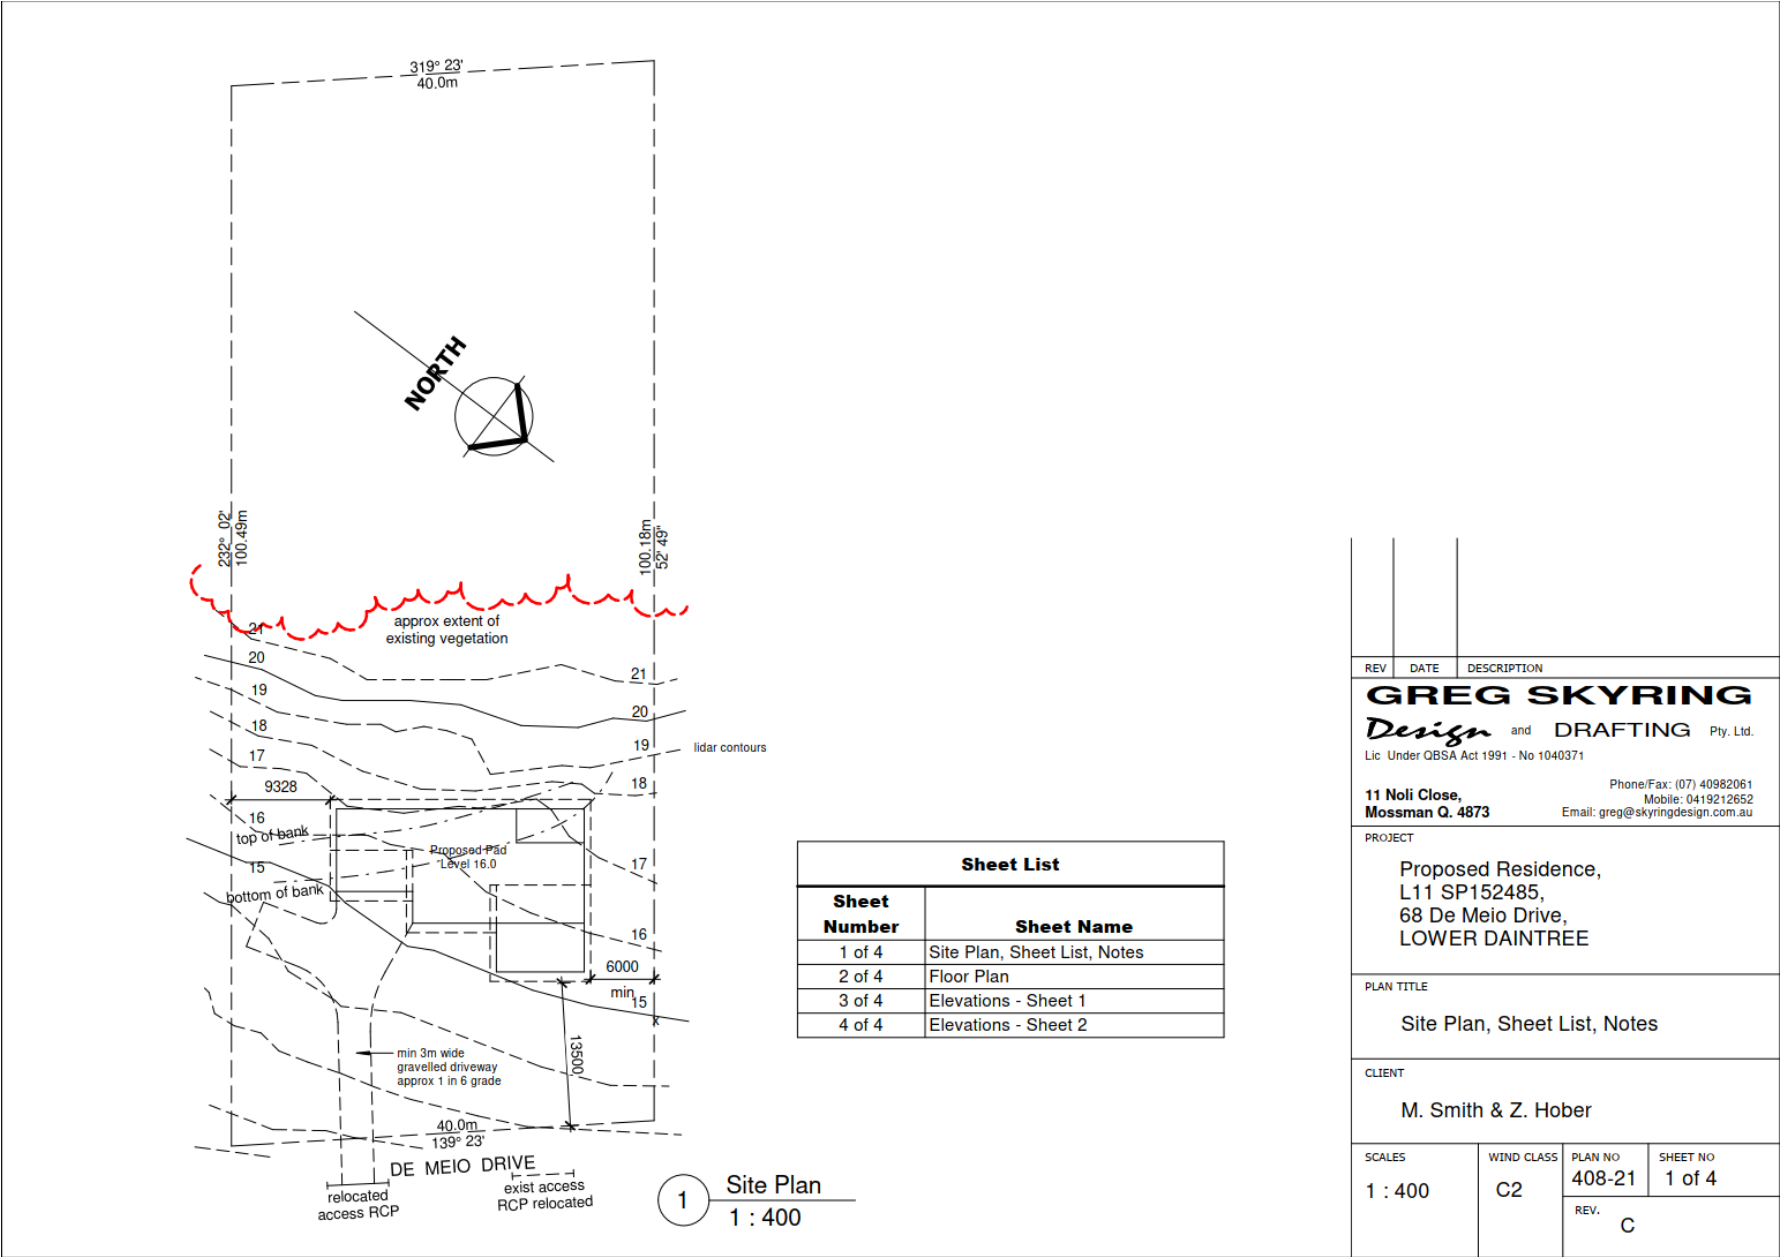 319° 23'
40.0m
NORTH
232° 02'
100.49m
100.18m
52° 49"
approx extent of
existing vegetation
21
20
19
18
17
16
15
21
20
19
18
17
16
15
lidar contours
9328
top of bank
bottom of bank
Proposed Pad
Level 16.0
6000
min
x
13500
min 3m wide
gravelled driveway
approx 1 in 6 grade
40.0m
139° 23'
DE MEIO DRIVE
relocated
access RCP
exist access
RCP relocated
1
Site Plan
1 : 400
Sheet List
Sheet Number Sheet Name
1 of 4 Site Plan, Sheet List, Notes
2 of 4 Floor Plan
3 of 4 Elevations - Sheet 1
4 of 4 Elevations - Sheet 2
REV DATE DESCRIPTION
GREG SKYRING
Design and DRAFTING Pty. Ltd.
Lic Under QBSA Act 1991 - No 1040371
11 Noli Close,
Mossman Q. 4873
Phone/Fax: (07) 40982061
Mobile: 0419212652
Email: greg@skyringdesign.com.au
PROJECT
Proposed Residence,
L11 SP152485,
68 De Meio Drive,
LOWER DAINTREE
PLAN TITLE
Site Plan, Sheet List, Notes
CLIENT
M. Smith & Z. Hober
SCALES
1 : 400
WIND CLASS
C2
PLAN NO
408-21
SHEET NO
1 of 4
REV.
C